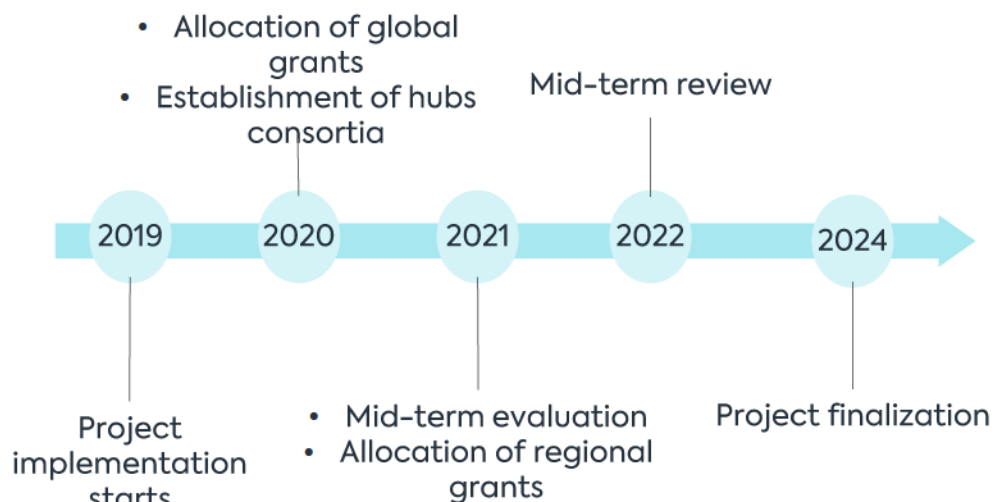 • Allocation of global
grants
• Establishment of hubs
consortia
Mid-term review
2019
2020
2021
2022
2024
Project
implementation
starts
• Mid-term evaluation
• Allocation of regional
grants
Project finalization